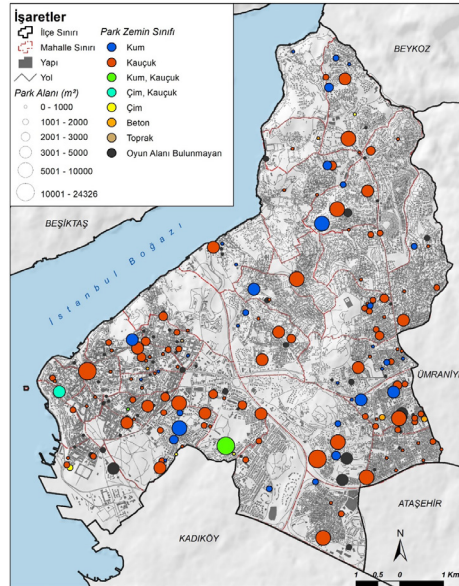 İşaretler
İlçe Sınırı
Mahalle Sınırı
Yapı
Yol
Park Alanı (m²)
0 - 1000
1001 - 2000
2001 - 3000
3001 - 5000
5001 - 10000
10001 - 24326
Park Zemin Sınıfı
Kum
Kauçuk
Kum, Kauçuk
Çim, Kauçuk
Çim
Beton
Toprak
Oyun Alanı Bulunmayan
BEYKOZ
BEŞİKTAŞ
İstanbul Boğazı
ÜMRANİYE
ATAŞEHİR
KADIKÖY
N
1 0.5 0 1 Km